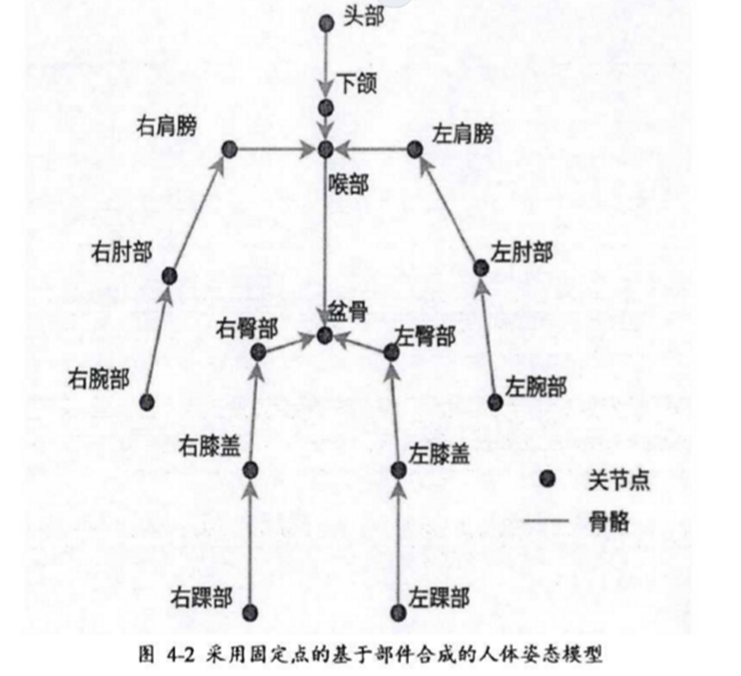 头部
下颌
右肩膀
左肩膀
喉部
右肘部
左肘部
盆骨
右臀部
左臀部
右腕部
左腕部
右膝盖
左膝盖
关节点
骨骼
右踝部
左踝部
图 4-2 采用固定点的基于部件合成的人体姿态模型